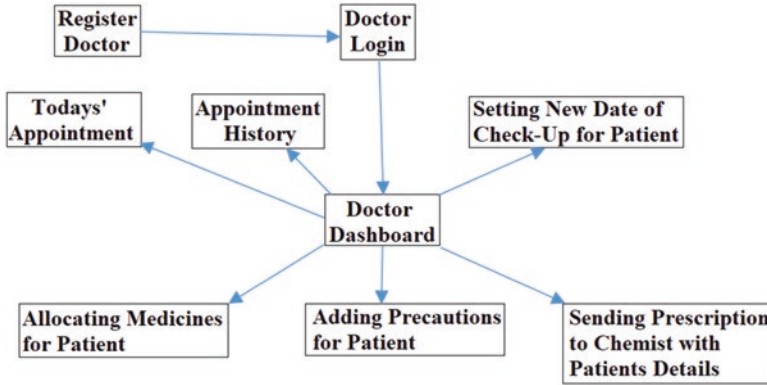 Register
Doctor
Doctor
Login
Todays'
Appointment
Appointment
History
Setting New Date of
Check-Up for Patient
Doctor
Dashboard
Allocating Medicines
for Patient
Adding Precautions
for Patient
Sending Prescription
to Chemist with
Patients Details